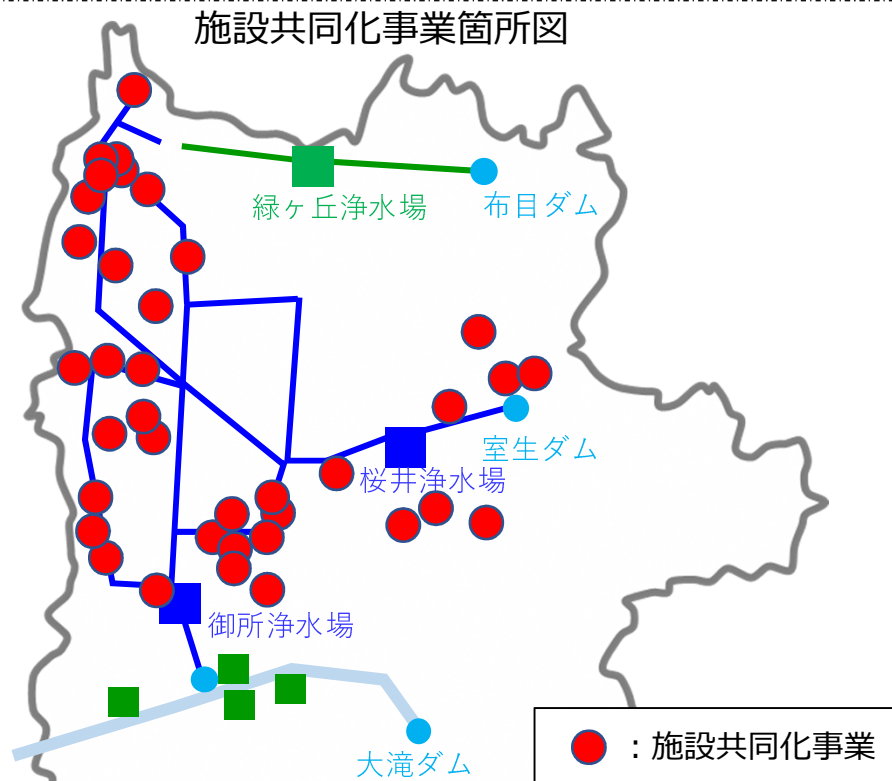 施設共同化事業箇所図
緑ヶ丘浄水場
布目ダム
室生ダム
桜井浄水場
御所浄水場
大滝ダム
：施設共同化事業